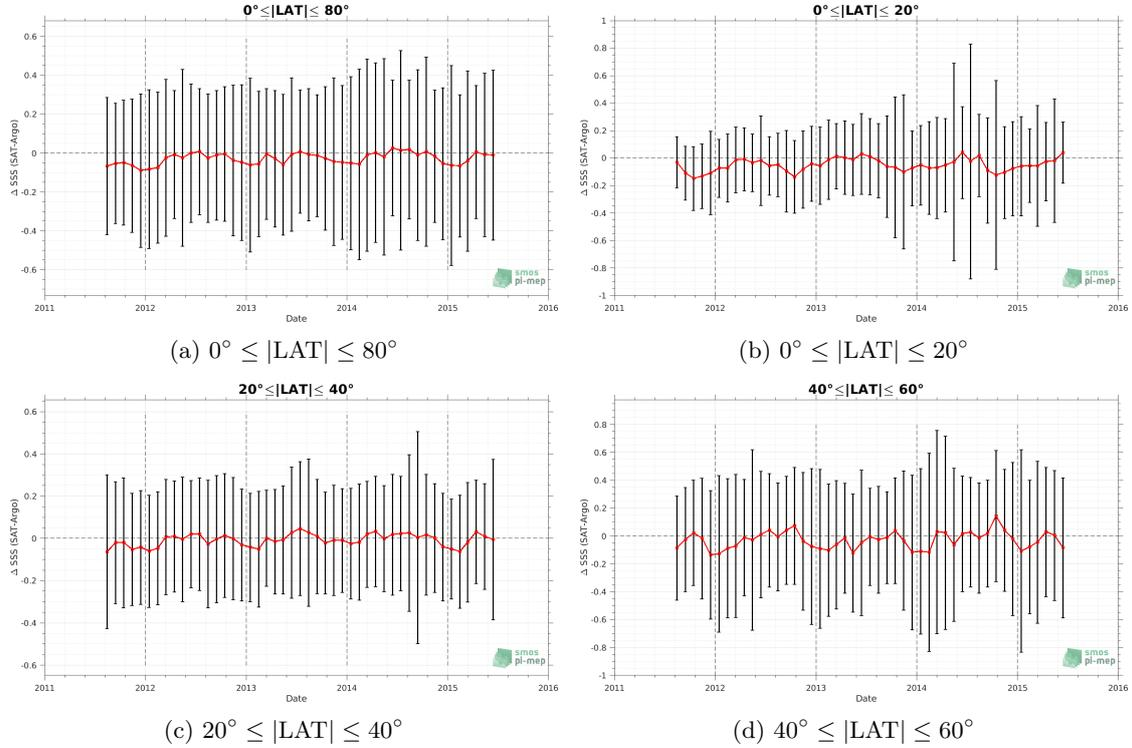 0°≤|LAT|≤ 80°
0.6
0.4
0.2
0
-0.2
-0.4
-0.6
Δ SSS (SAT-Argo)
2011
2012
2013
2014
2015
2016
Date
smos
pi-mep
(a) 0° ≤ |LAT| ≤ 80°
0°≤|LAT|≤ 20°
1
0.8
0.6
0.4
0.2
0
-0.2
-0.4
-0.6
-0.8
-1
Δ SSS (SAT-Argo)
2011
2012
2013
2014
2015
2016
Date
smos
pi-mep
(b) 0° ≤ |LAT| ≤ 20°
20°≤|LAT|≤ 40°
0.6
0.4
0.2
0
-0.2
-0.4
-0.6
Δ SSS (SAT-Argo)
2011
2012
2013
2014
2015
2016
Date
smos
pi-mep
(c) 20° ≤ |LAT| ≤ 40°
40°≤|LAT|≤ 60°
0.8
0.6
0.4
0.2
0
-0.2
-0.4
-0.6
-0.8
-1
Δ SSS (SAT-Argo)
2011
2012
2013
2014
2015
2016
Date
smos
pi-mep
(d) 40° ≤ |LAT| ≤ 60°